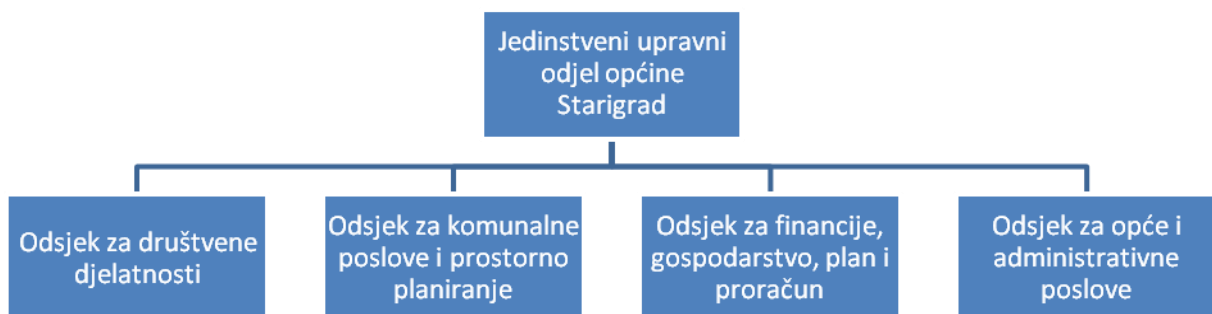 Jedinstveni upravni
odjel općine
Starigrad
Odsjek za društvene
djelatnosti
Odsjek za komunalne
poslove i prostorno
planiranje
Odsjek za financije,
gospodarstvo, plan i
proračun
Odsjek za opće i
administrativne
poslove